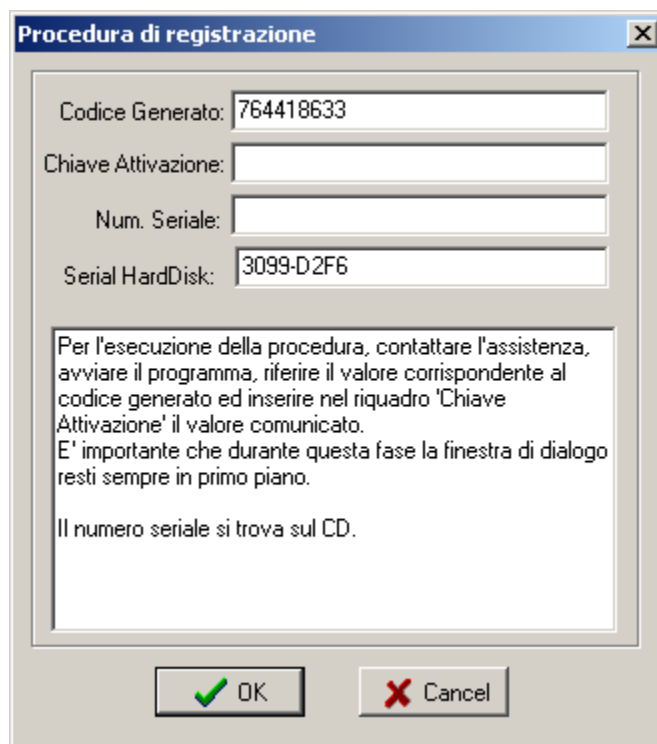 Procedura di registrazione
Codice Generato: 764418633
Chiave Attivazione:
Num. Seriale:
Serial HardDisk: 3099-D2F6
Per l'esecuzione della procedura, contattare l'assistenza,
avviare il programma, riferire il valore corrispondente al
codice generato ed inserire nel riquadro 'Chiave
Attivazione' il valore comunicato.
E' importante che durante questa fase la finestra di dialogo
resti sempre in primo piano.
Il numero seriale si trova sul CD.
OK Cancel